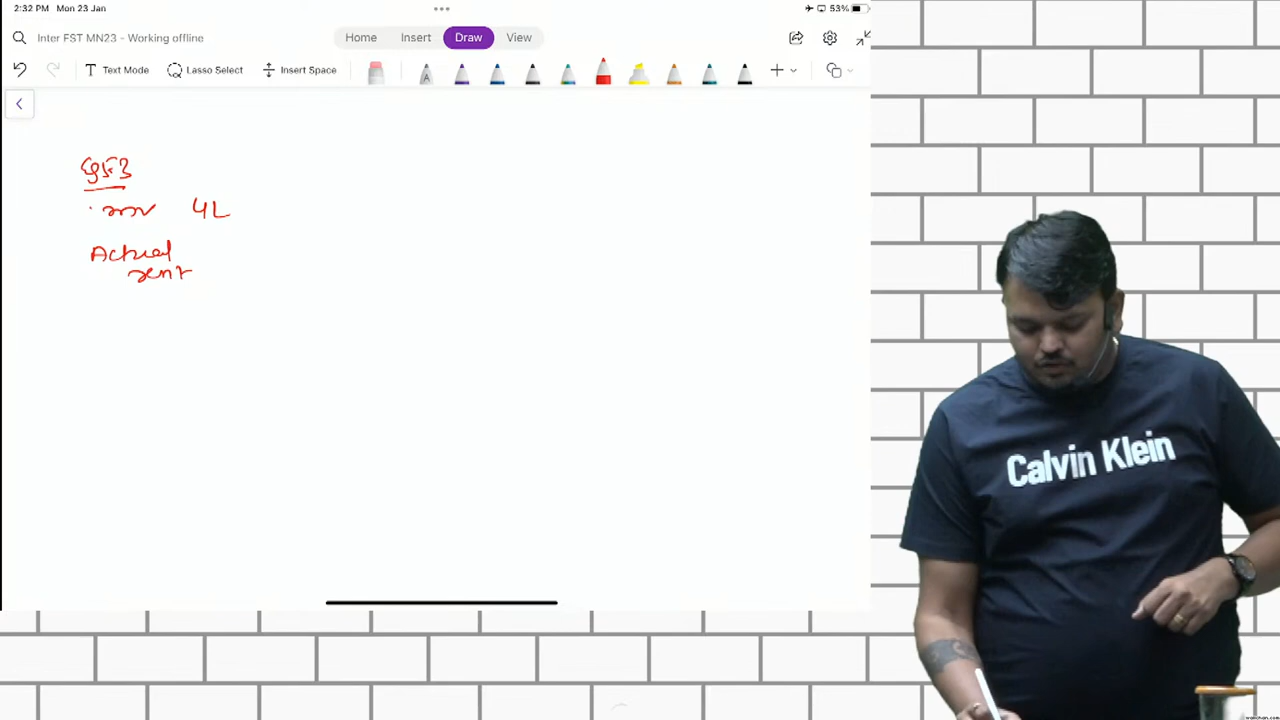 2:32 PM Mon 23 Jan
53%
Inter FST MN23 - Working offline
Home Insert Draw View
Text Mode Lasso Select Insert Space
4L
Actual
rent
Calvin Klein